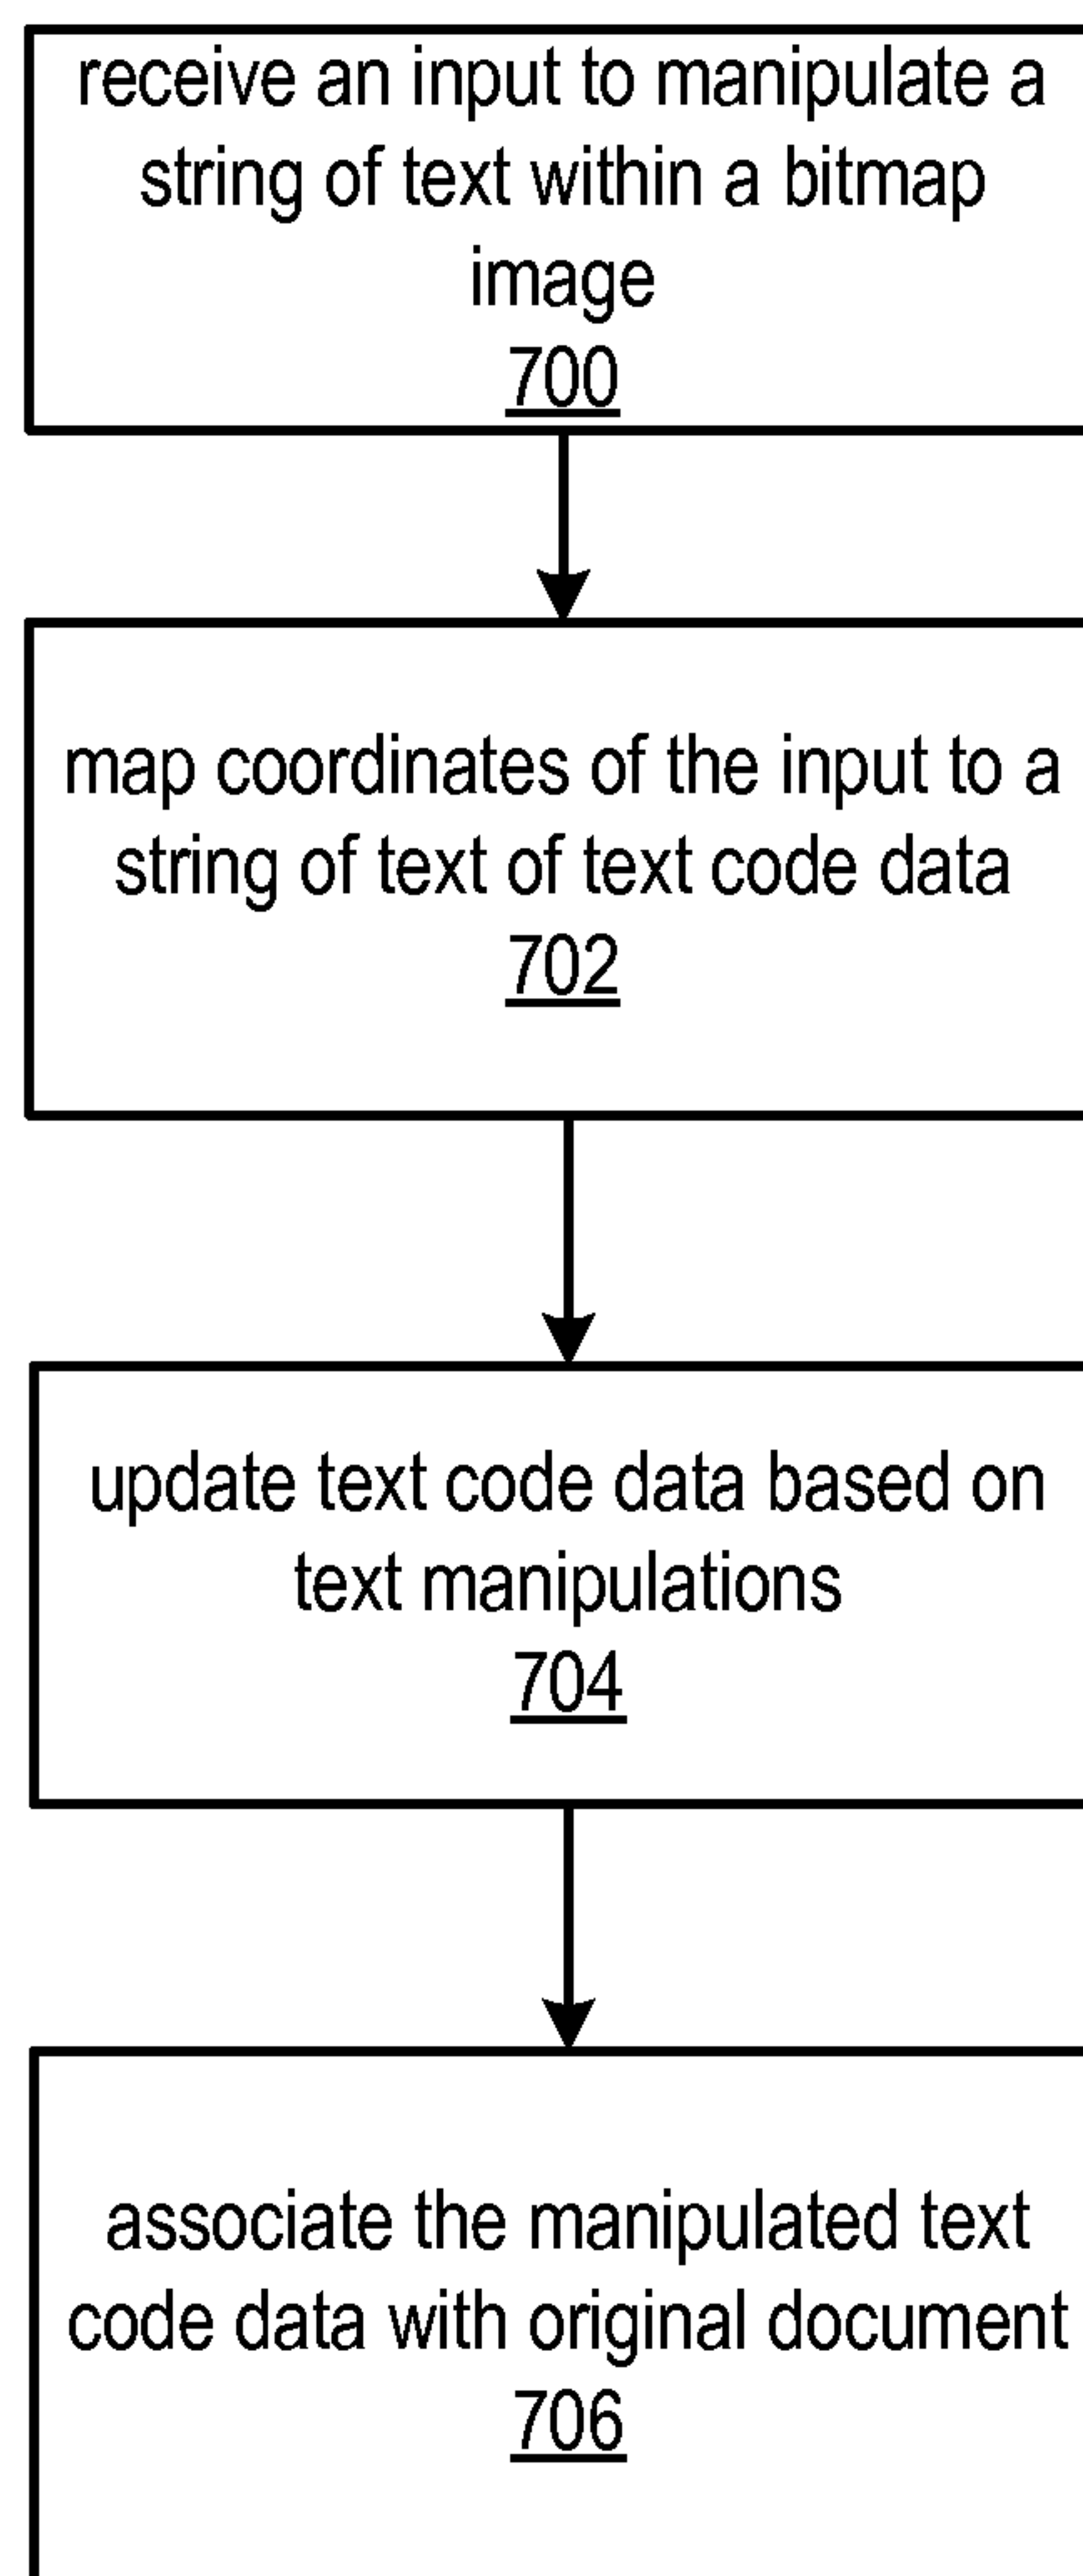 receive an input to manipulate a
string of text within a bitmap
image
700
map coordinates of the input to a
string of text of text code data
702
update text code data based on
text manipulations
704
associate the manipulated text
code data with original document
706